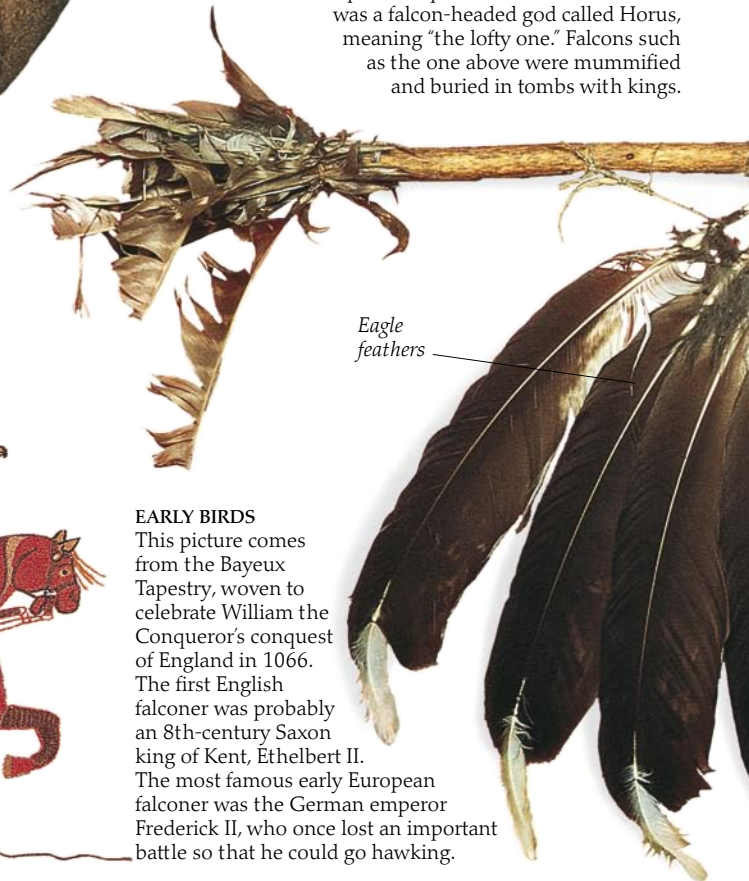 was a falcon-headed god called Horus,
meaning “the lofty one.” Falcons such
as the one above were mummified
and buried in tombs with kings.
Eagle
feathers
EARLY BIRDS
This picture comes
from the Bayeux
Tapestry, woven to
celebrate William the
Conqueror’s conquest
of England in 1066.
The first English
falconer was probably
an 8th-century Saxon
king of Kent, Ethelbert II.
The most famous early European
falconer was the German emperor
Frederick II, who once lost an important
battle so that he could go hawking.